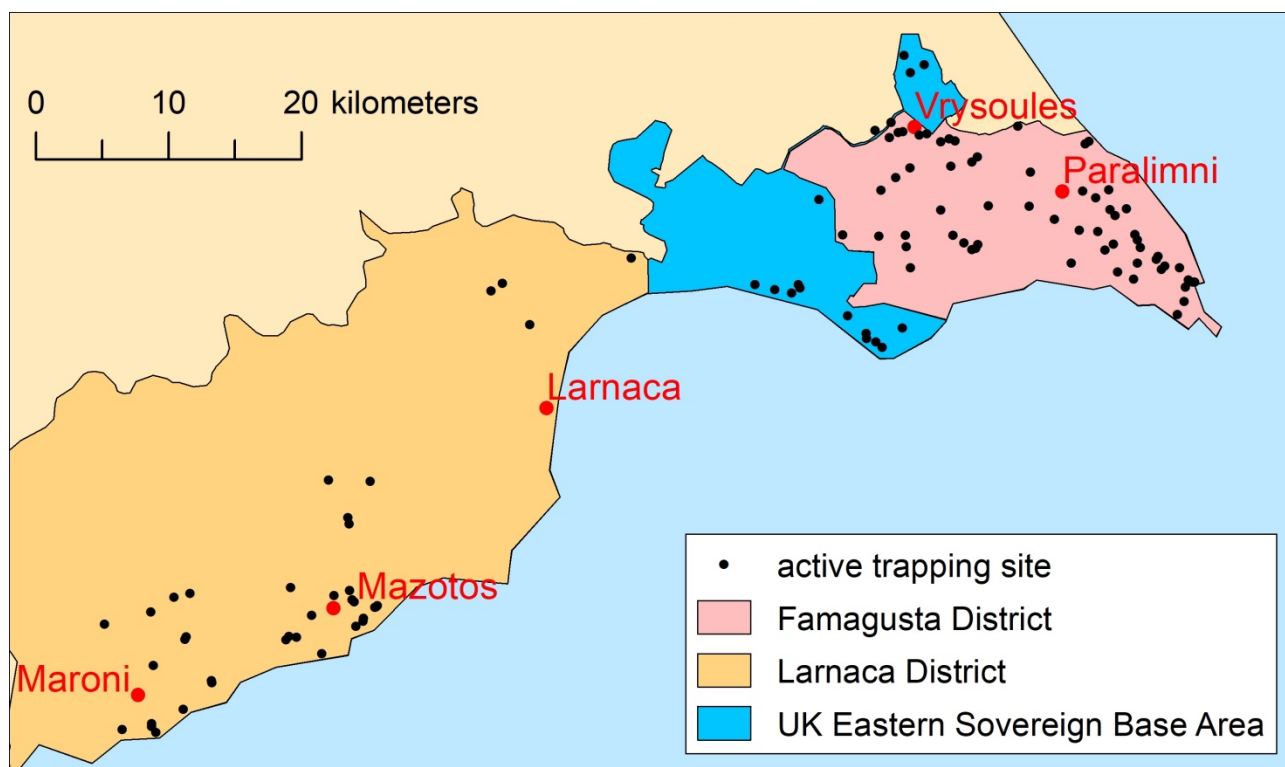 0 10 20 kilometers
Vrysoules
Paralimni
Larnaca
Mazotos
Maroni
active trapping site
Famagusta District
Larnaca District
UK Eastern Sovereign Base Area